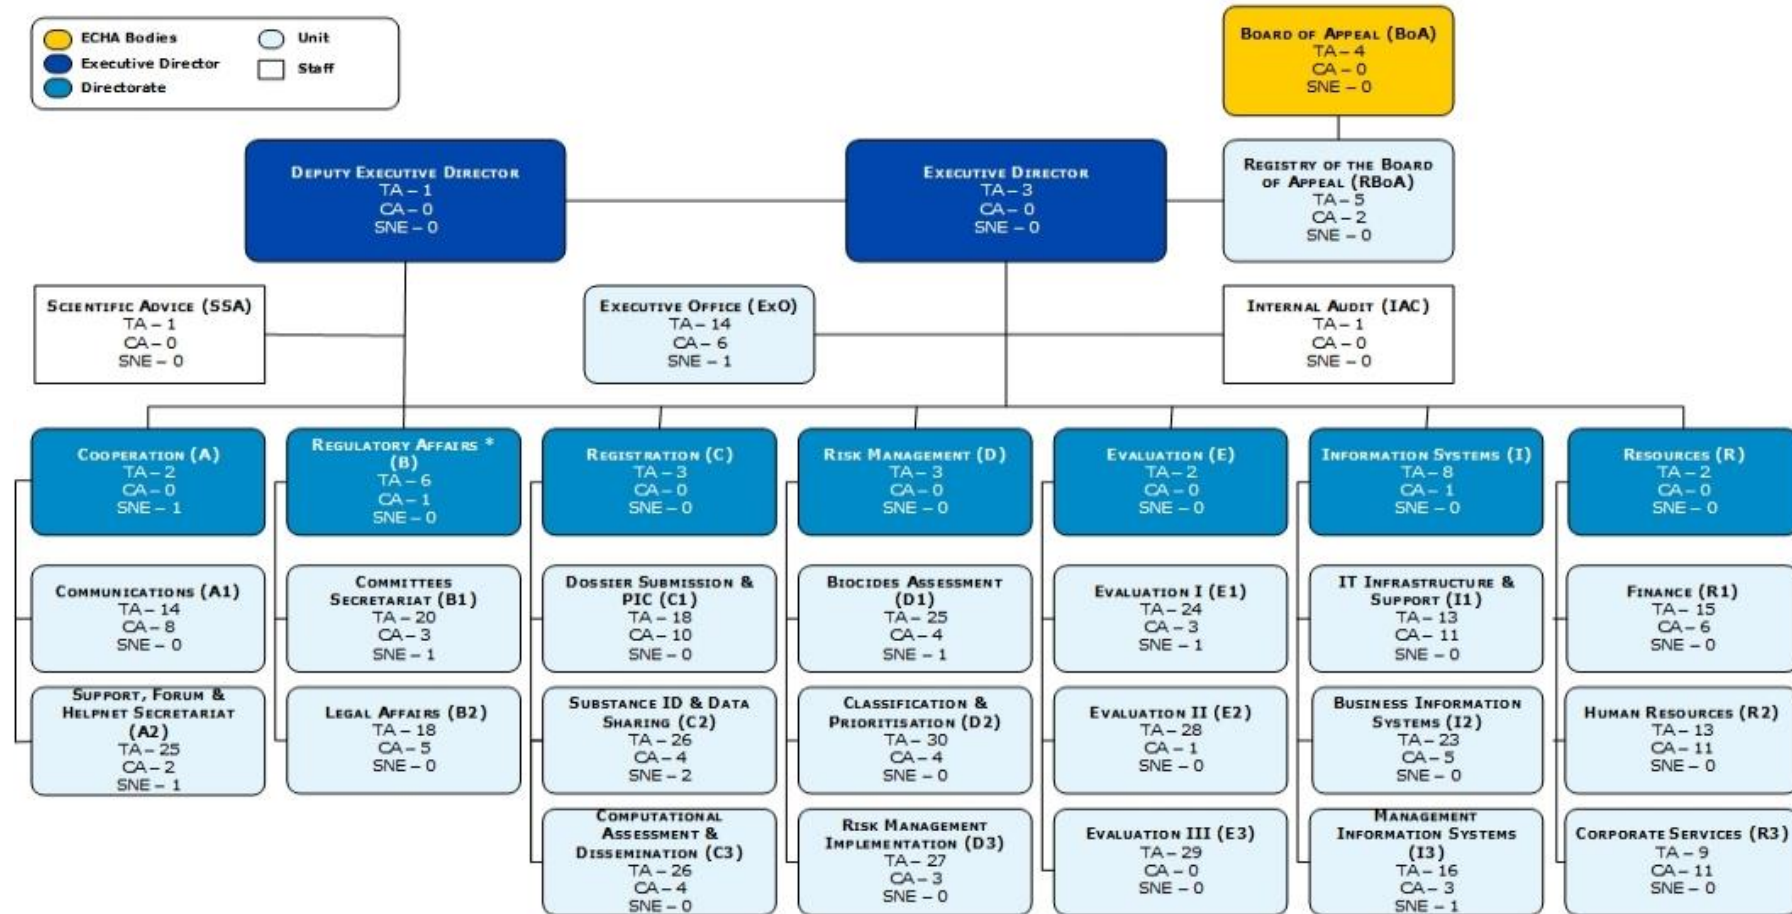 ECHA Bodies
Executive Director
Directorate
Unit
Staff
BOARD OF APPEAL (BOA)
TA – 4
CA – 0
SNE – 0
DEPUTY EXECUTIVE DIRECTOR
TA – 1
CA – 0
SNE – 0
EXECUTIVE DIRECTOR
TA – 3
CA – 0
SNE – 0
REGISTRY OF THE BOARD
OF APPEAL (RBOA)
TA – 5
CA – 2
SNE – 0
SCIENTIFIC ADVICE (SSA)
TA – 1
CA – 0
SNE – 0
EXECUTIVE OFFICE (EXO)
TA – 14
CA – 6
SNE – 1
INTERNAL AUDIT (IAC)
TA – 1
CA – 0
SNE – 0
COOPERATION (A)
TA – 2
CA – 0
SNE – 1
REGULATORY AFFAIRS *
(B)
TA – 6
CA – 1
SNE – 0
REGISTRATION (C)
TA – 3
CA – 0
SNE – 0
RISK MANAGEMENT (D)
TA – 3
CA – 0
SNE – 0
EVALUATION (E)
TA – 2
CA – 0
SNE – 0
INFORMATION SYSTEMS (I)
TA – 8
CA – 1
SNE – 0
RESOURCES (R)
TA – 2
CA – 0
SNE – 0
COMMUNICATIONS (A1)
TA – 14
CA – 8
SNE – 0
COMMITTEES
SECRETARIAT (B1)
TA – 20
CA – 3
SNE – 1
DOSSIER SUBMISSION &
PIC (C1)
TA – 18
CA – 10
SNE – 0
BIOCIDES ASSESSMENT
(D1)
TA – 25
CA – 4
SNE – 1
EVALUATION I (E1)
TA – 24
CA – 3
SNE – 1
IT INFRASTRUCTURE &
SUPPORT (I1)
TA – 13
CA – 11
SNE – 0
FINANCE (R1)
TA – 15
CA – 6
SNE – 0
SUPPORT, FORUM &
HELPNET SECRETARIAT
(A2)
TA – 25
CA – 2
SNE – 1
LEGAL AFFAIRS (B2)
TA – 18
CA – 5
SNE – 0
SUBSTANCE ID & DATA
SHARING (C2)
TA – 26
CA – 4
SNE – 2
CLASSIFICATION &
PRIORITISATION (D2)
TA – 30
CA – 4
SNE – 0
EVALUATION II (E2)
TA – 28
CA – 1
SNE – 0
BUSINESS INFORMATION
SYSTEMS (I2)
TA – 23
CA – 5
SNE – 0
HUMAN RESOURCES (R2)
TA – 13
CA – 11
SNE – 0
COMPUTATIONAL
ASSESSMENT &
DISSEMINATION (C3)
TA – 26
CA – 4
SNE – 0
RISK MANAGEMENT
IMPLEMENTATION (D3)
TA – 27
CA – 3
SNE – 0
EVALUATION III (E3)
TA – 29
CA – 0
SNE – 0
MANAGEMENT
INFORMATION SYSTEMS
(I3)
TA – 16
CA – 3
SNE – 1
CORPORATE SERVICES (R3)
TA – 9
CA – 11
SNE – 0